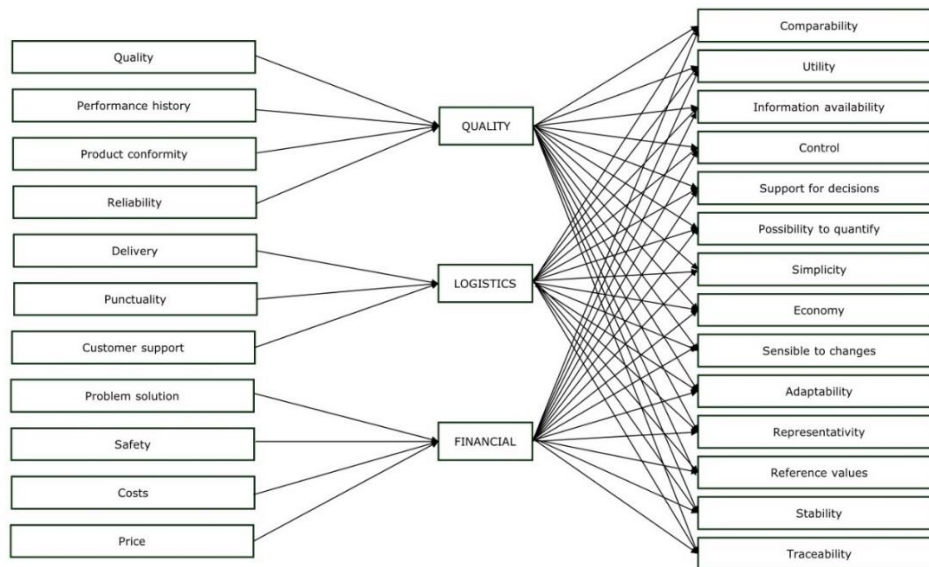 Quality
Performance history
Product conformity
Reliability
Delivery
Punctuality
Customer support
Problem solution
Safety
Costs
Price
QUALITY
LOGISTICS
FINANCIAL
Comparability
Utility
Information availability
Control
Support for decisions
Possibility to quantify
Simplicity
Economy
Sensible to changes
Adaptability
Representativity
Reference values
Stability
Traceability